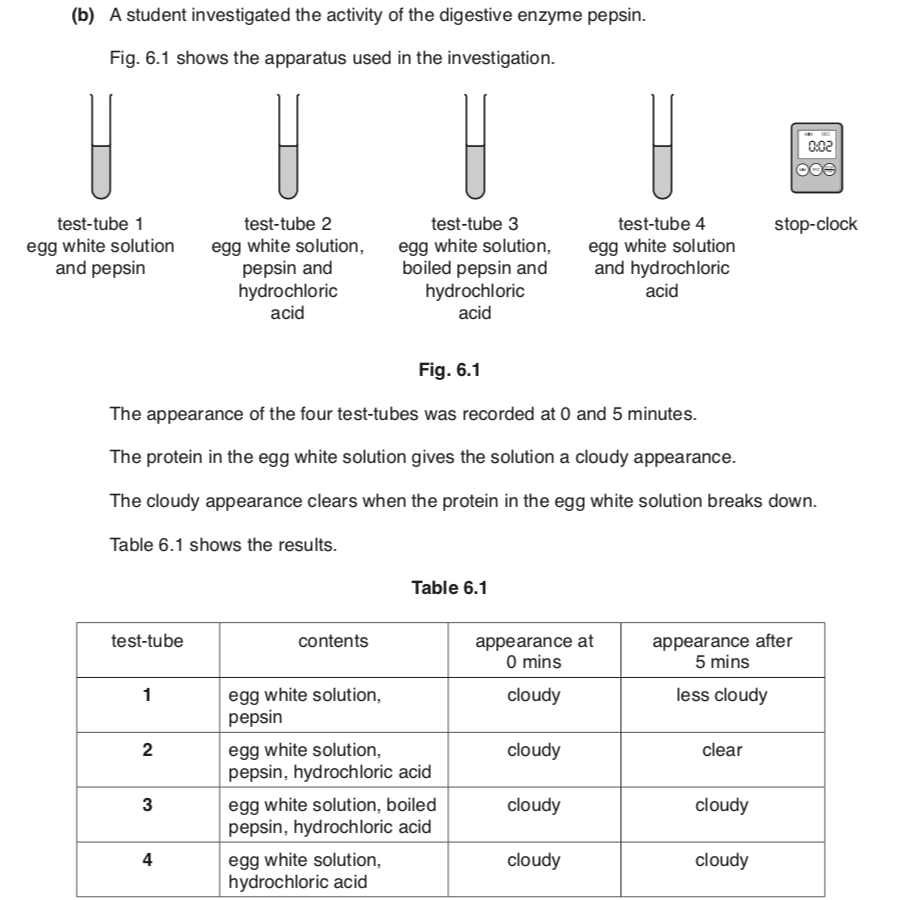 (b) A student investigated the activity of the digestive enzyme pepsin.
Fig. 6.1 shows the apparatus used in the investigation.
0:02
test-tube 1
egg white solution
and pepsin
test-tube 2
egg white solution,
pepsin and
hydrochloric
acid
test-tube 3
egg white solution,
boiled pepsin and
hydrochloric
acid
test-tube 4
egg white solution
and hydrochloric
acid
stop-clock
Fig. 6.1
The appearance of the four test-tubes was recorded at 0 and 5 minutes.
The protein in the egg white solution gives the solution a cloudy appearance.
The cloudy appearance clears when the protein in the egg white solution breaks down.
Table 6.1 shows the results.
Table 6.1
test-tube contents appearance at 0 mins appearance after 5 mins
1 egg white solution, pepsin cloudy less cloudy
2 egg white solution, pepsin, hydrochloric acid cloudy clear
3 egg white solution, boiled pepsin, hydrochloric acid cloudy cloudy
4 egg white solution, hydrochloric acid cloudy cloudy